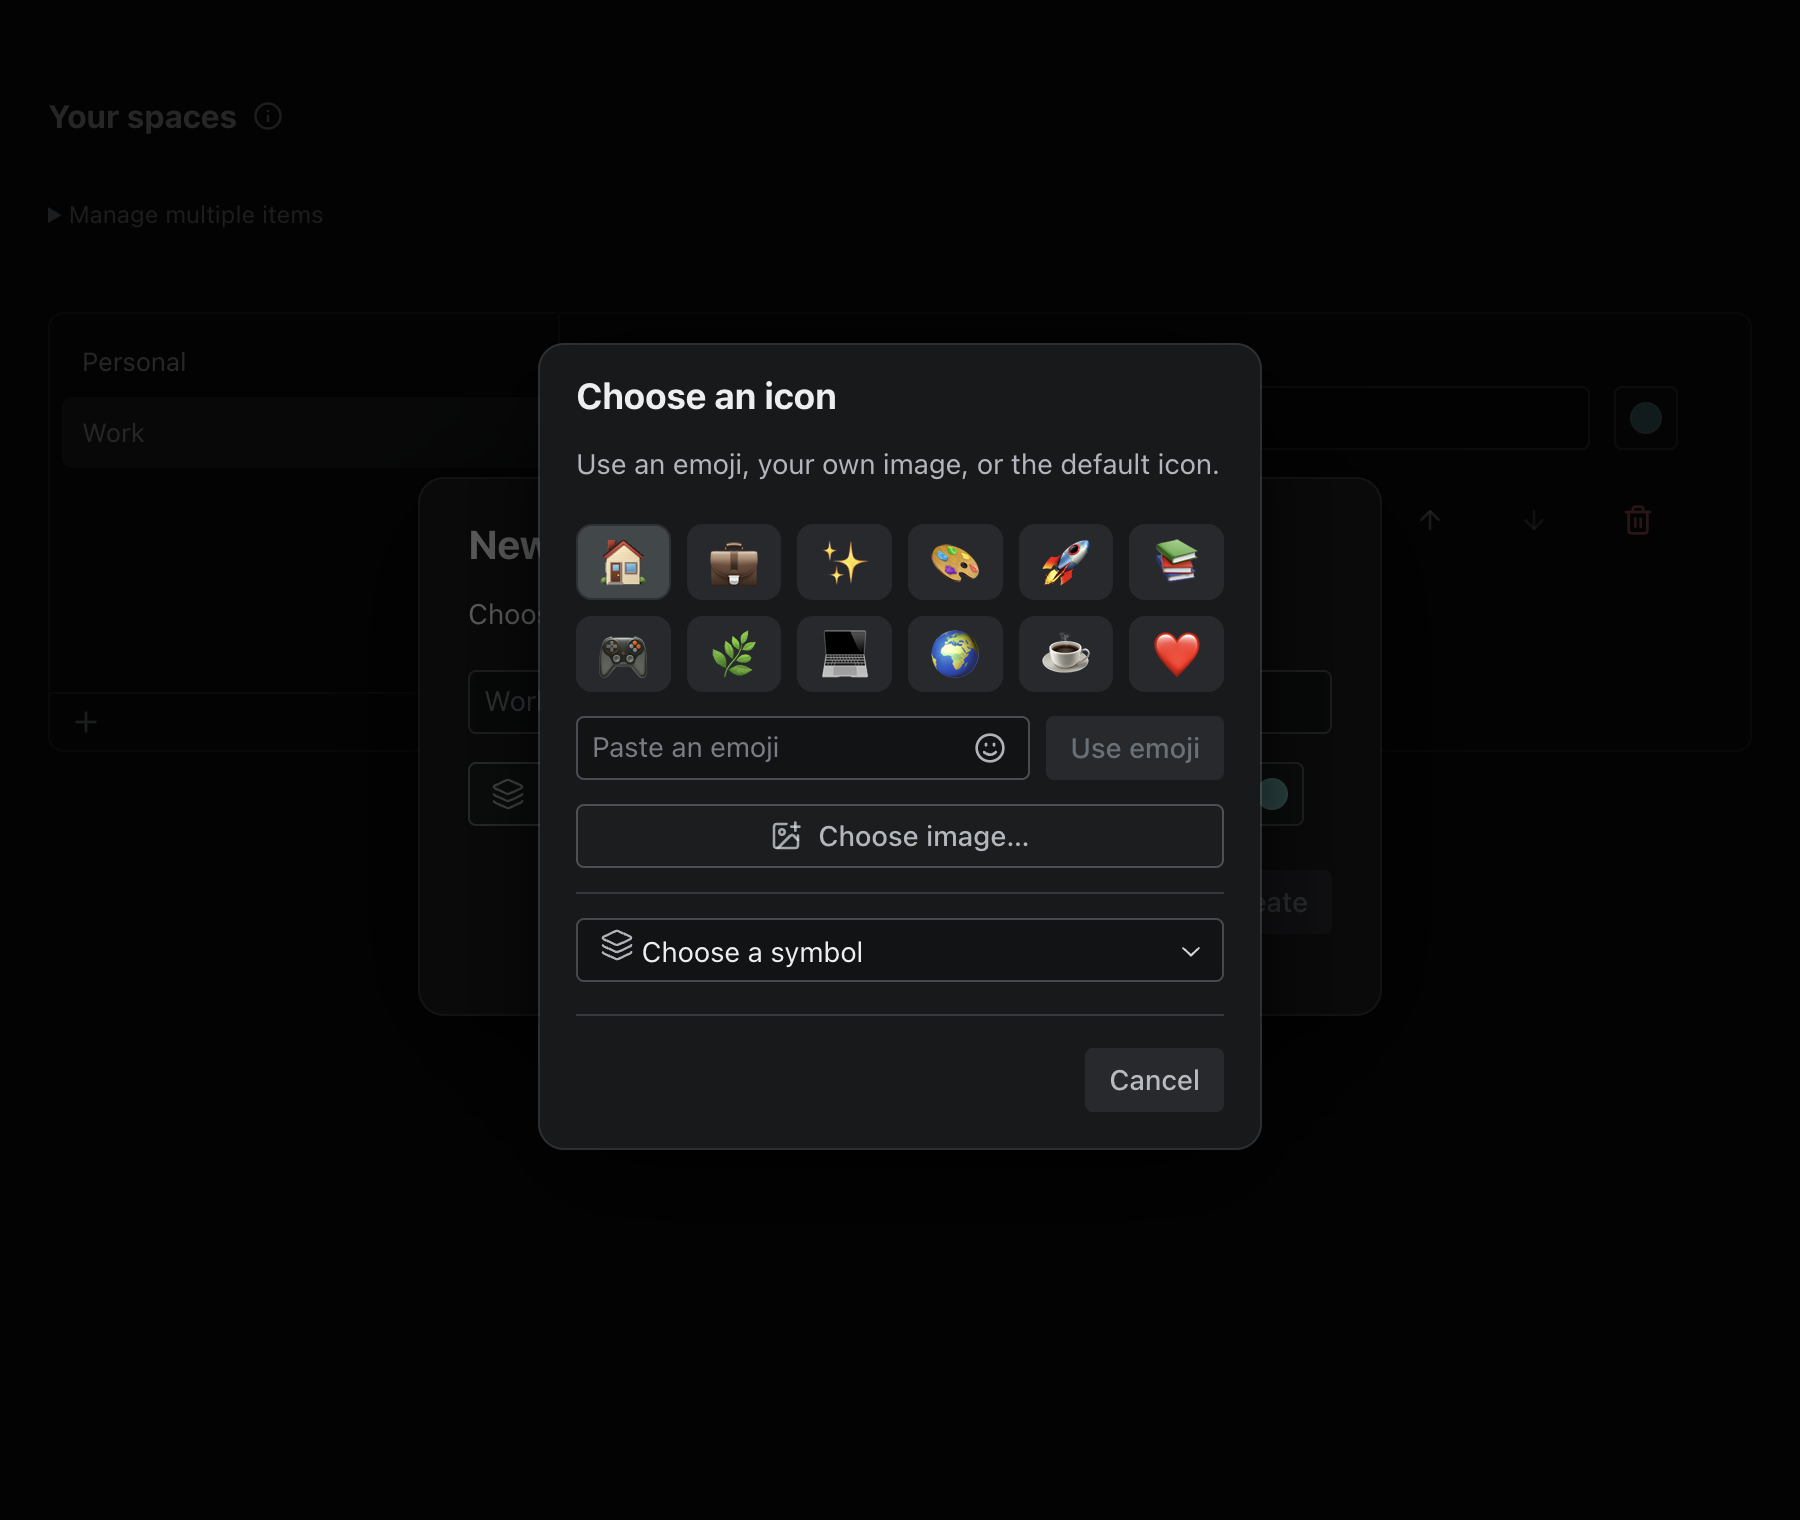 Your spaces
Manage multiple items
Personal
Work
Choose an icon
Use an emoji, your own image, or the default icon.
New
Paste an emoji
Use emoji
Choose image...
Choose a symbol
Cancel